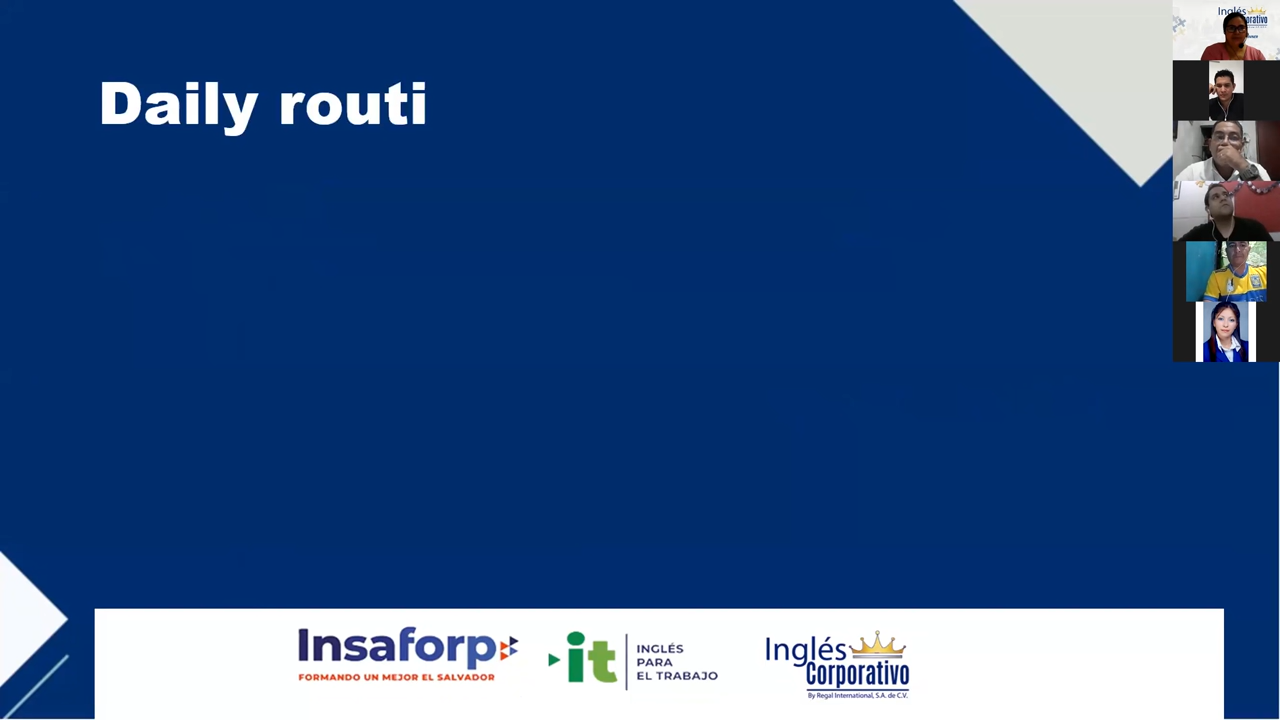 Daily routi
Insaforp
FORMANDO UN MEJOR EL SALVADOR
it
INGLÉS
PARA
EL TRABAJO
Inglés
Corporativo
By Regal International, S.A. de C.V.